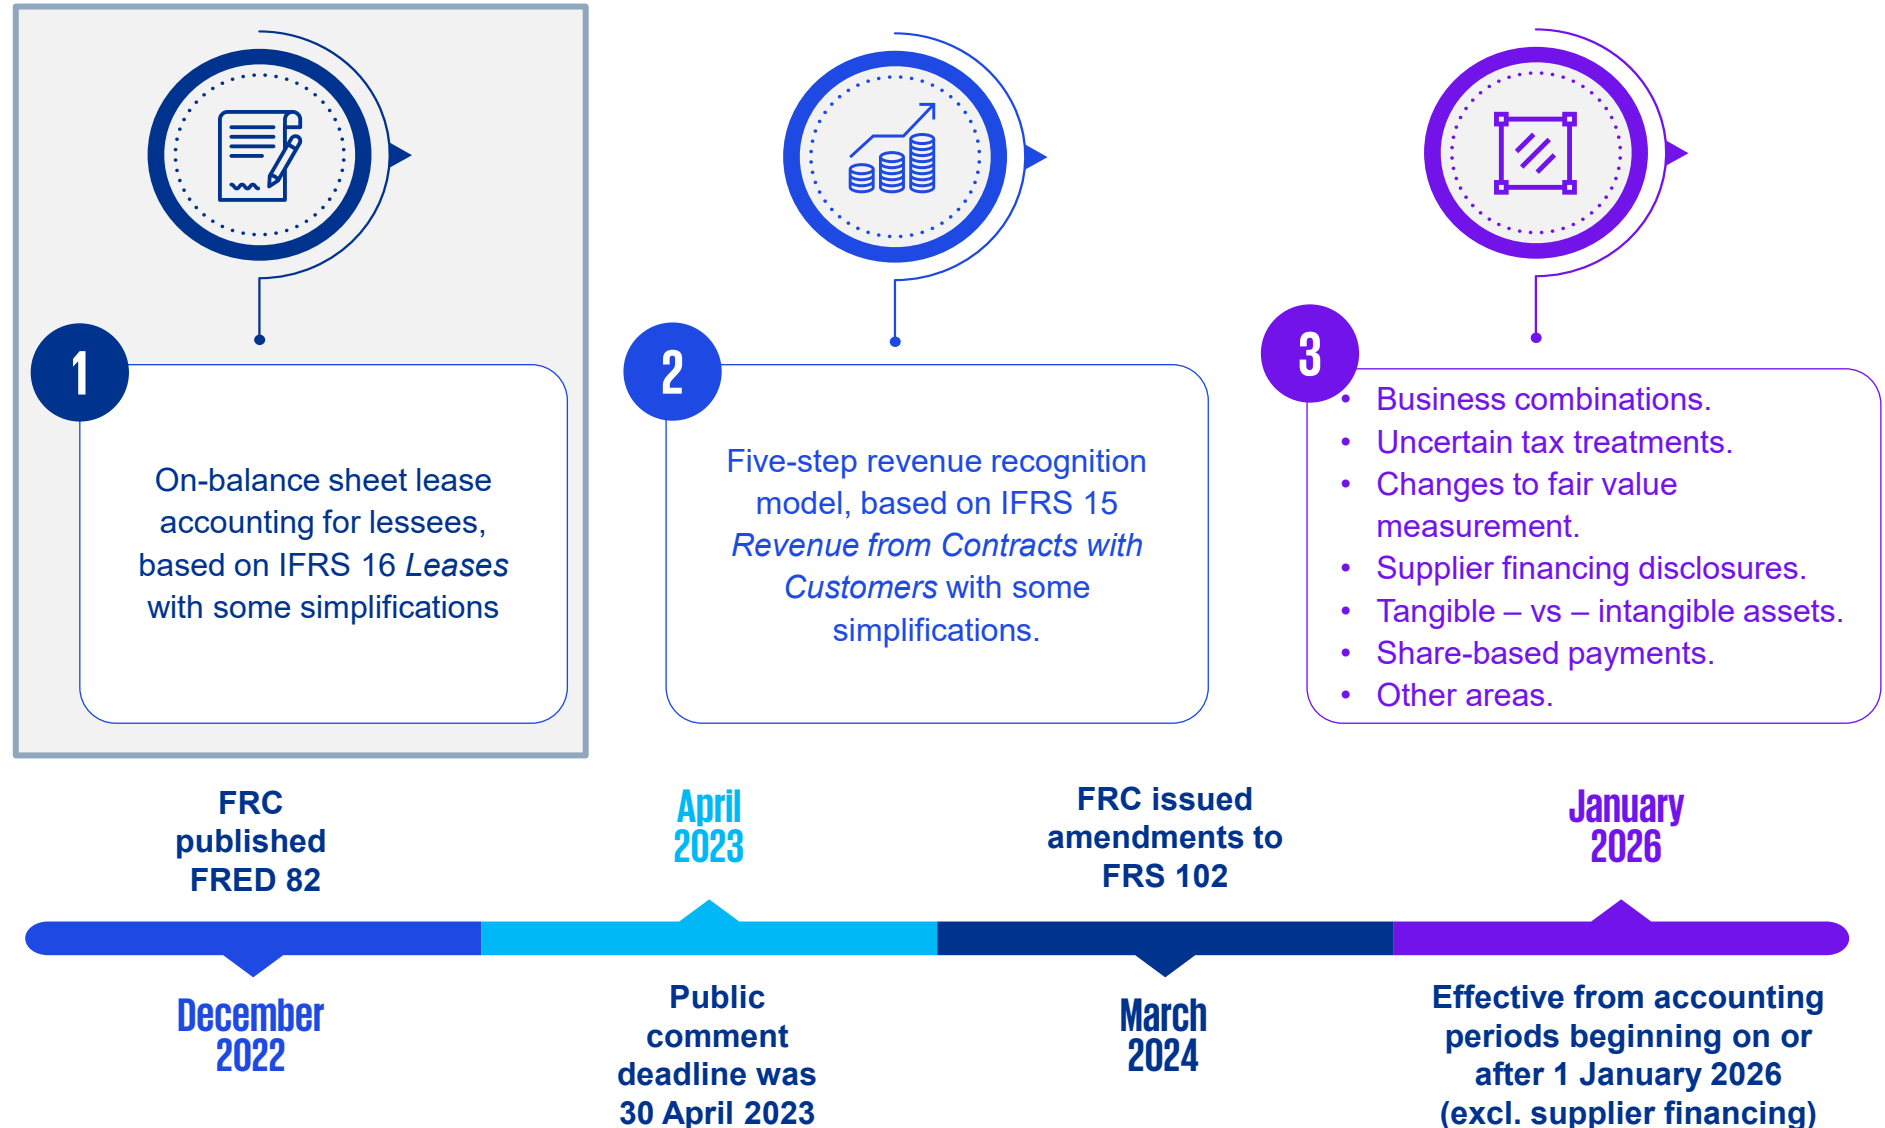 1
On-balance sheet lease
accounting for lessees,
based on IFRS 16 Leases
with some simplifications
2
Five-step revenue recognition
model, based on IFRS 15
Revenue from Contracts with
Customers with some
simplifications.
3
• Business combinations.
• Uncertain tax treatments.
• Changes to fair value
measurement.
• Supplier financing disclosures.
• Tangible – vs – intangible assets.
• Share-based payments.
• Other areas.
FRC
published
FRED 82
December
2022
April
2023
Public
comment
deadline was
30 April 2023
FRC issued
amendments to
FRS 102
March
2024
January
2026
Effective from accounting
periods beginning on or
after 1 January 2026
(excl. supplier financing)